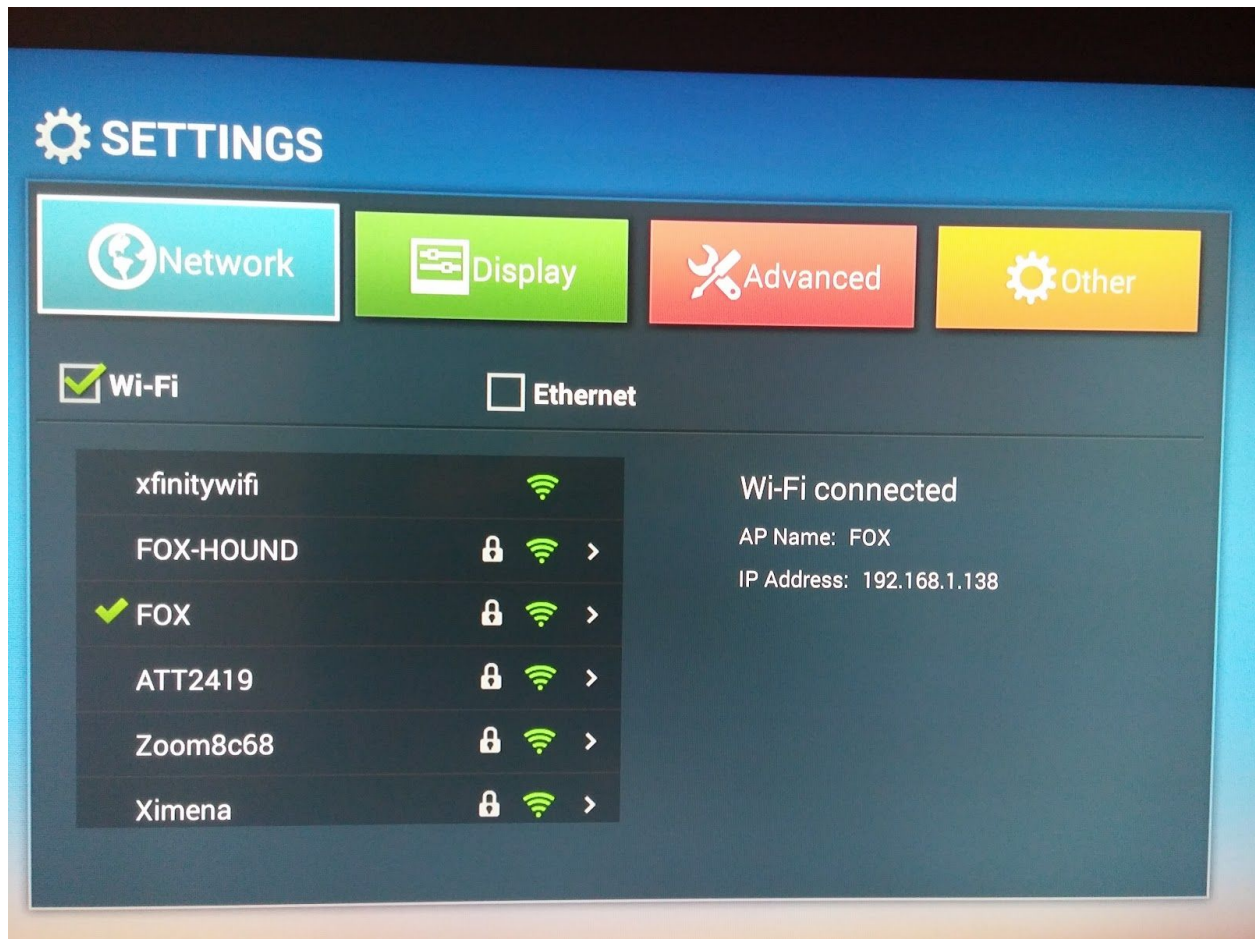 SETTINGS
Network Display Advanced Other
Wi-Fi Ethernet
xfinitywifi
FOX-HOUND
FOX
ATT2419
Zoom8c68
Ximena
Wi-Fi connected
AP Name: FOX
IP Address: 192.168.1.138